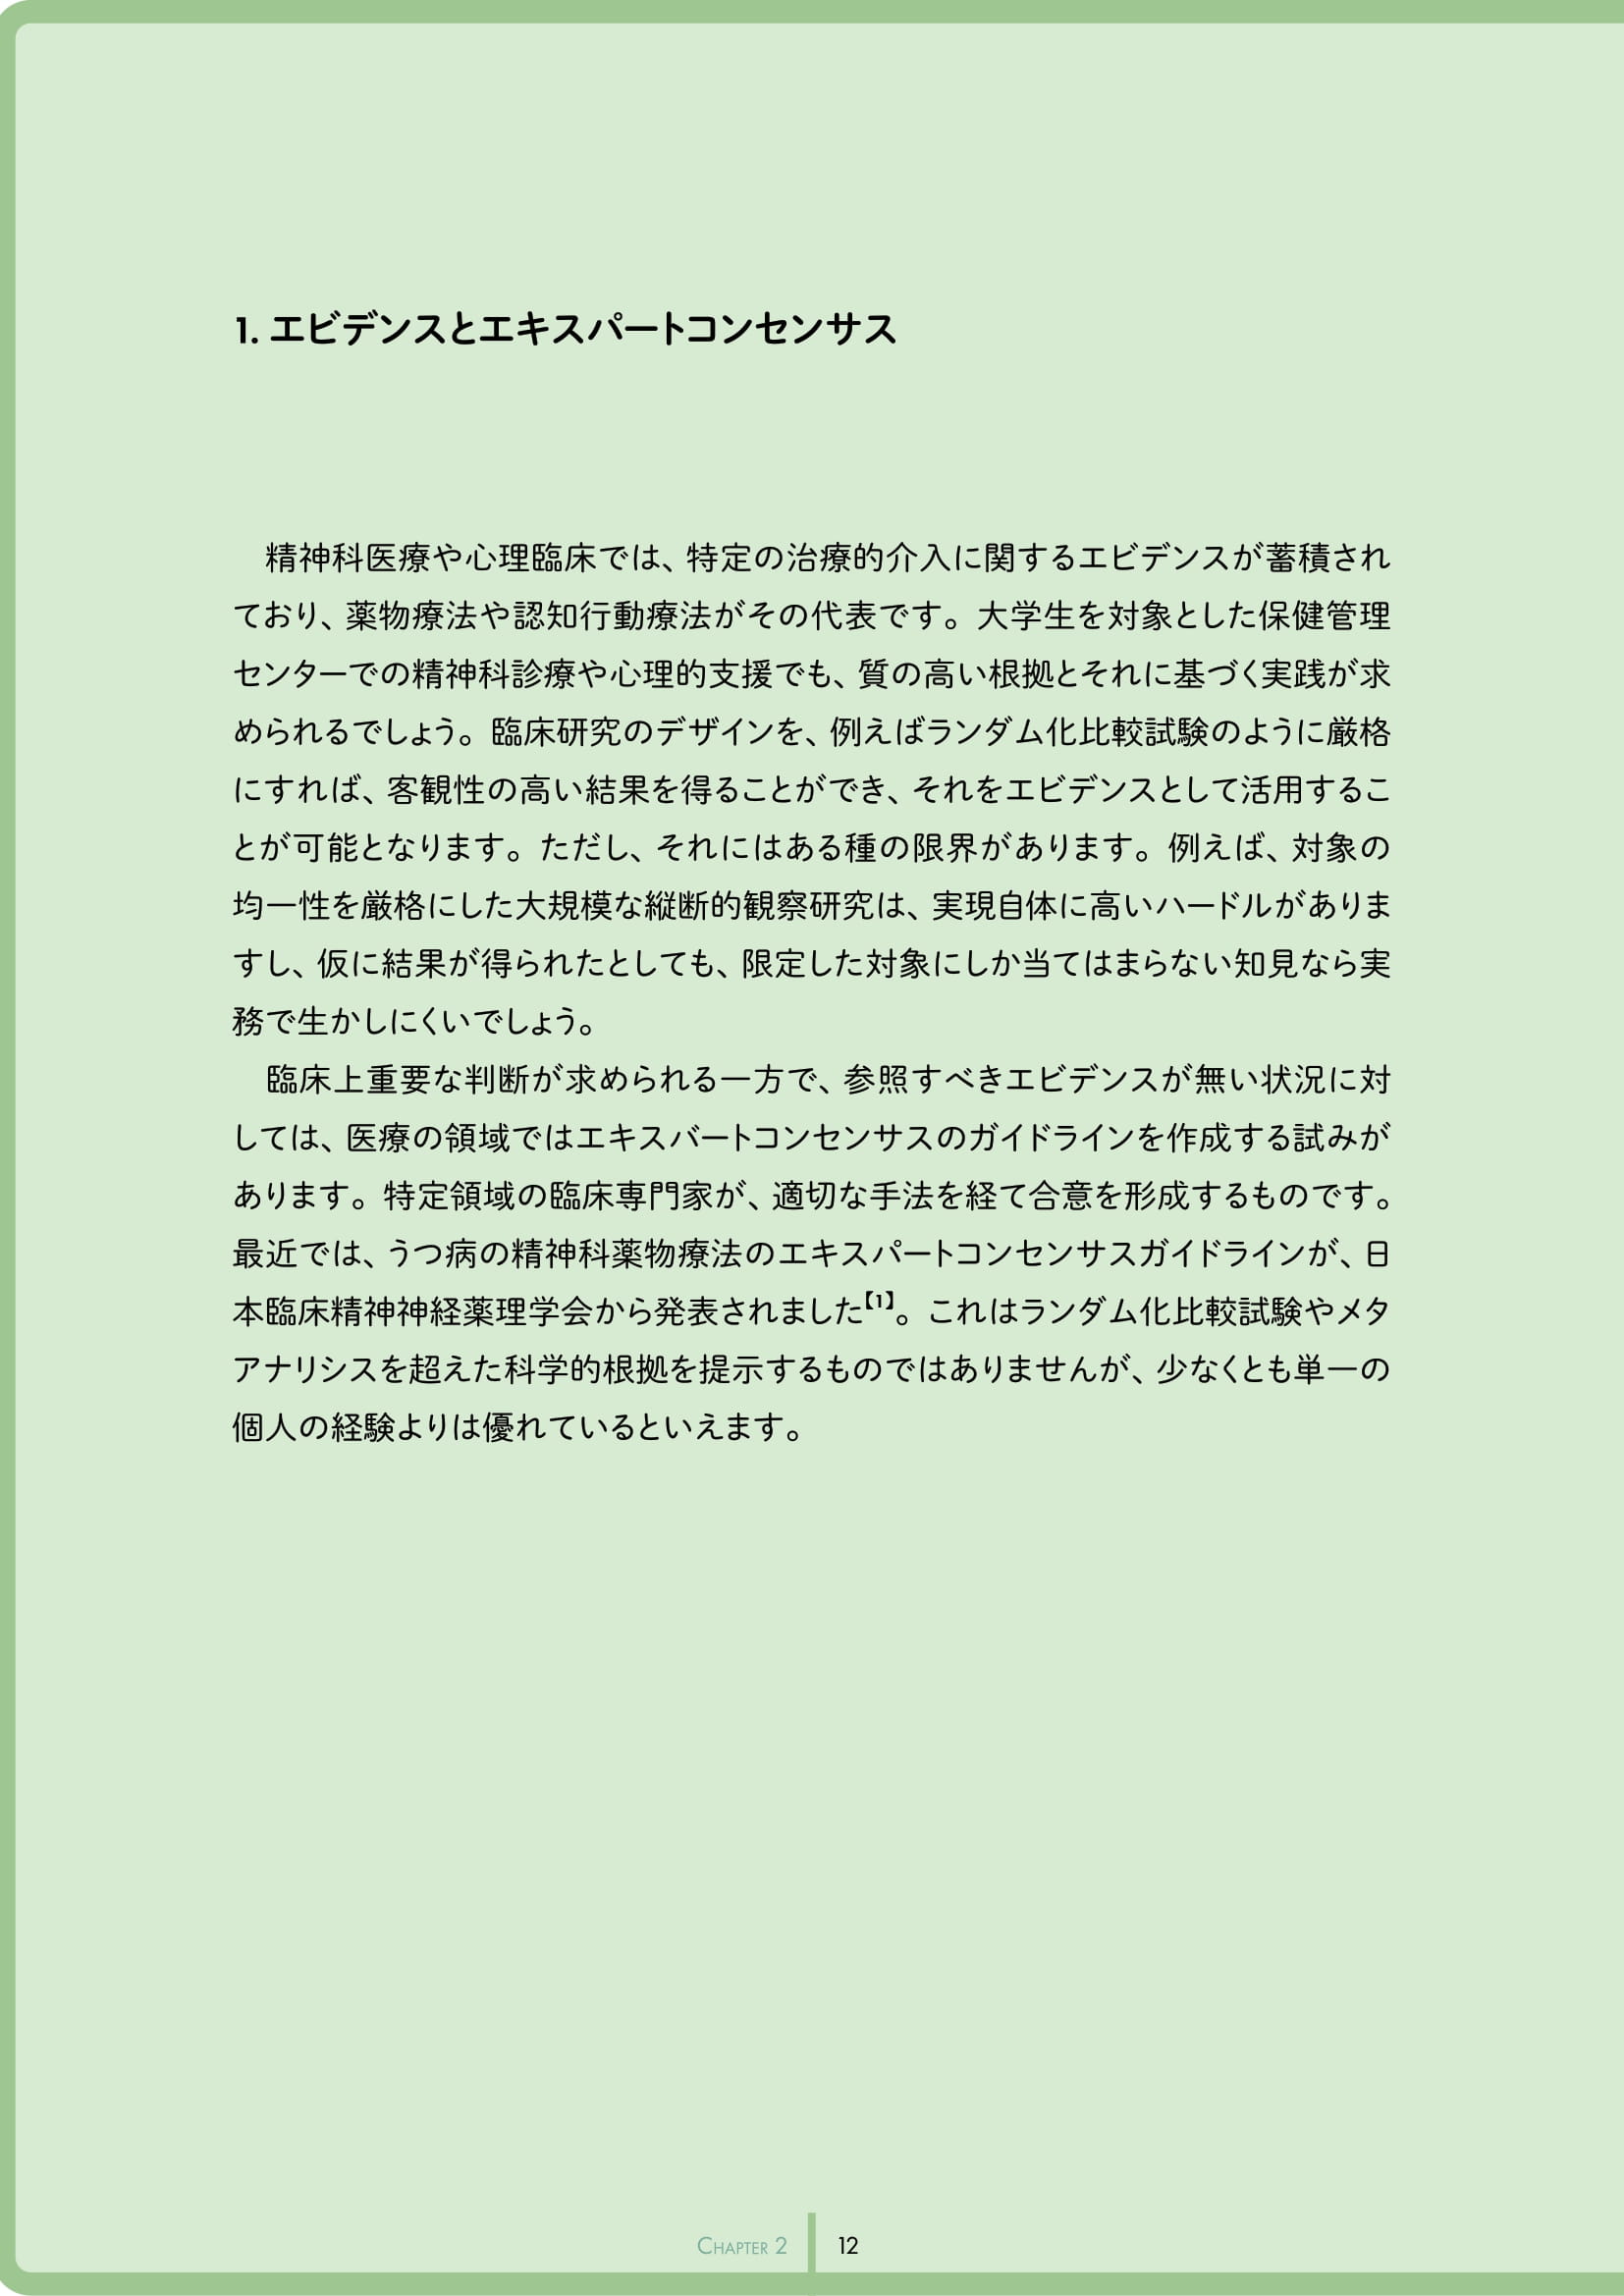 1. エビデンスとエキスパートコンセンサス
精神科医療や心理臨床では、特定の治療的介入に関するエビデンスが蓄積され
ており、薬物療法や認知行動療法がその代表です。大学生を対象とした保健管理
センターでの精神科診療や心理的支援でも、質の高い根拠とそれに基づく実践が求
められるでしょう。臨床研究のデザインを、例えばランダム化比較試験のように厳格
にすれば、客観性の高い結果を得ることができ、それをエビデンスとして活用するこ
とが可能となります。ただし、それにはある種の限界があります。例えば、対象の
均一性を厳格にした大規模な縦断的観察研究は、実現自体に高いハードルがありま
すし、仮に結果が得られたとしても、限定した対象にしか当てはまらない知見なら実
務で生かしにくいでしょう。
臨床上重要な判断が求められる一方で、参照すべきエビデンスが無い状況に対
しては、医療の領域ではエキスバートコンセンサスのガイドラインを作成する試みが
あります。特定領域の臨床専門家が、適切な手法を経て合意を形成するものです。
最近では、うつ病の精神科薬物療法のエキスパートコンセンサスガイドラインが、日
本臨床精神神経薬理学会から発表されました【1】。これはランダム化比較試験やメタ
アナリシスを超えた科学的根拠を提示するものではありませんが、少なくとも単一の
個人の経験よりは優れているといえます。
CHAPTER 2 12